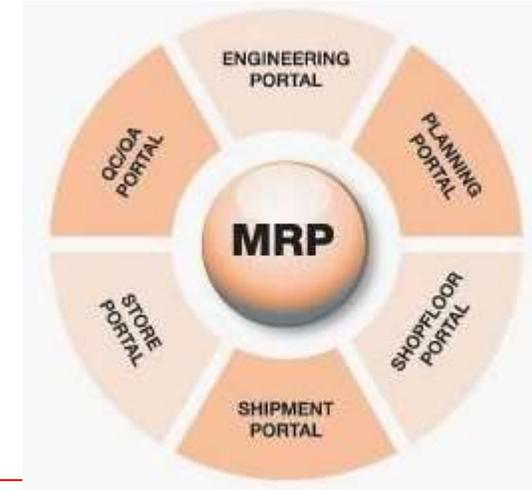 ENGINEERING
PORTAL
PLANNING
PORTAL
SHOPFLOOR
PORTAL
SHIPMENT
PORTAL
STORE
PORTAL
QC/QA
PORTAL
MRP